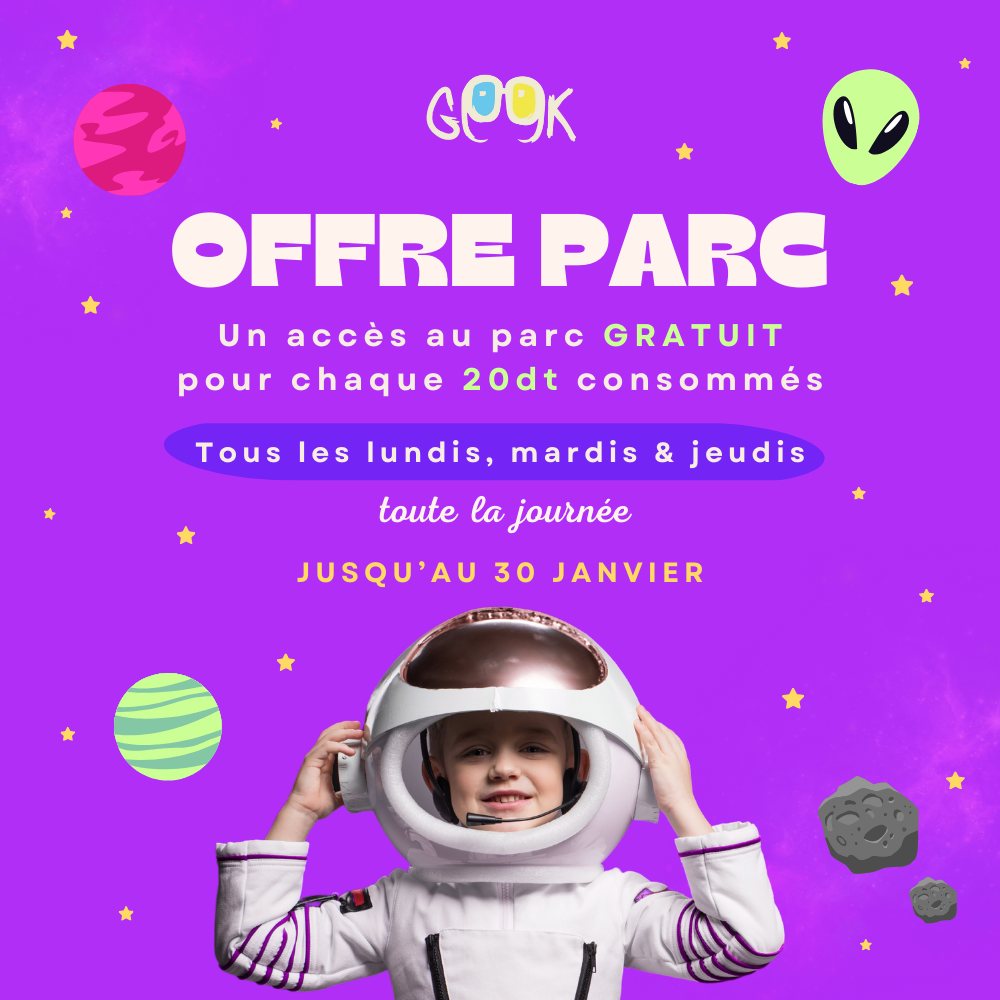 GOOK
OFFRE PARC
Un accès au parc GRATUIT
pour chaque 20dt consommés
Tous les lundis, mardis & jeudis
toute la journée
JUSQU'AU 30 JANVIER